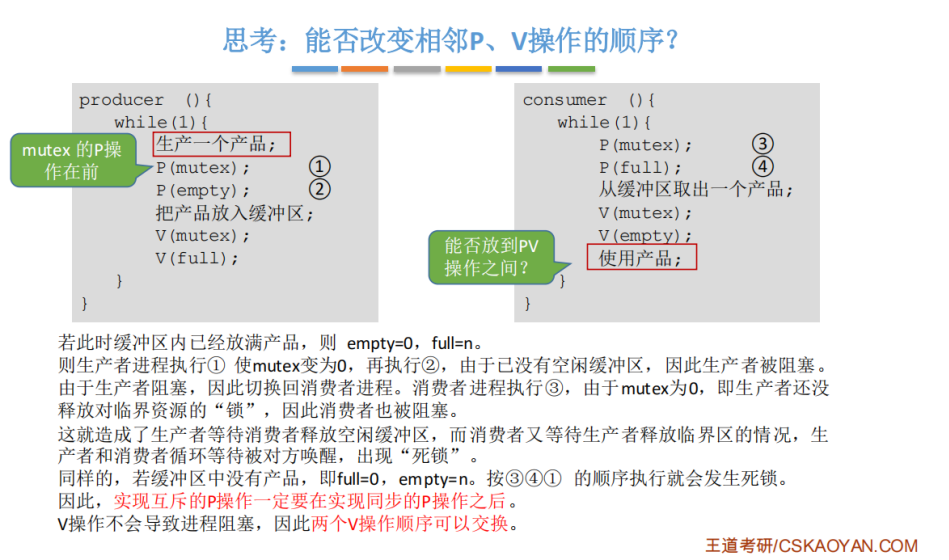 思考：能否改变相邻P、V操作的顺序？
producer （）{
while(1){
生产一个产品;
mutex 的P操
作在前
P(mutex); ①
P(empty); ②
把产品放入缓冲区;
V(mutex);
V(full);
}
}
consumer （）{
while(1){
P(mutex); ③
P(full); ④
从缓冲区取出一个产品;
V(mutex);
V(empty);
能否放到PV
操作之间？
使用产品;
}
}
若此时缓冲区内已经放满产品，则 empty=0，full=n。
则生产者进程执行① 使mutex变为0，再执行②，由于已没有空闲缓冲区，因此生产者被阻塞。
由于生产者阻塞，因此切换回消费者进程。消费者进程执行③，由于mutex为0，即生产者还没
释放对临界资源的“锁”，因此消费者也被阻塞。
这就造成了生产者等待消费者释放空闲缓冲区，而消费者又等待生产者释放临界区的情况，生
产者和消费者循环等待被对方唤醒，出现“死锁”。
同样的，若缓冲区中没有产品，即full=0，empty=n。按③④① 的顺序执行就会发生死锁。
因此，实现互斥的P操作一定要在实现同步的P操作之后。
V操作不会导致进程阻塞，因此两个V操作顺序可以交换。
王道考研/CSKAOYAN.COM